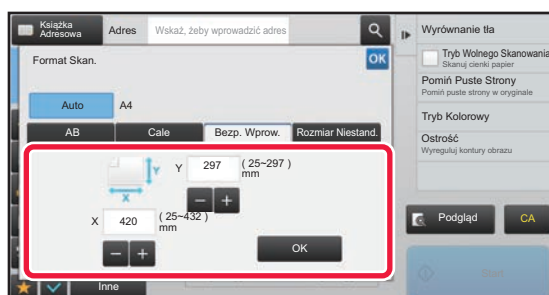 Książka
Adresowa
Adres
Wskaż, żeby wprowadzić adres
Format Skan.
OK
Auto
A4
AB
Cale
Bezp. Wprow.
Rozmiar Niestand.
Y
X
Y
297
( 25~297 )
mm
X
420
( 25~432 )
mm
OK
Inne
Wyrównanie tła
Tryb Wolnego Skanowania
Skanuj cienki papier
Pomiń Puste Strony
Pomiń puste strony w oryginale
Tryb Kolorowy
Ostrość
Wyreguluj kontury obrazu
Podgląd
CA
Start